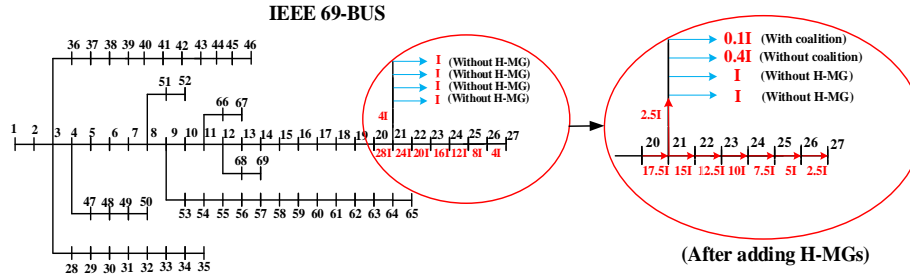 IEEE 69-BUS
36 37 38 39 40 41 42 43 44 45 46
51 52
66 67
1 2 3 4 5 6 7 8 9 10 11 12 13 14 15 16 17 18 19 20 21 22 23 24 25 26 27
68 69
47 48 49 50
53 54 55 56 57 58 59 60 61 62 63 64 65
28 29 30 31 32 33 34 35
I (Without H-MG)
I (Without H-MG)
I (Without H-MG)
I (Without H-MG)
4I
28I 24I 20I 16I 12I 8I 4I
0.1I (With coalition)
0.4I (Without coalition)
I (Without H-MG)
I (Without H-MG)
2.5I
20 21 22 23 24 25 26 27
17.5I 15I 12.5I 10I 7.5I 5I 2.5I
(After adding H-MGs)